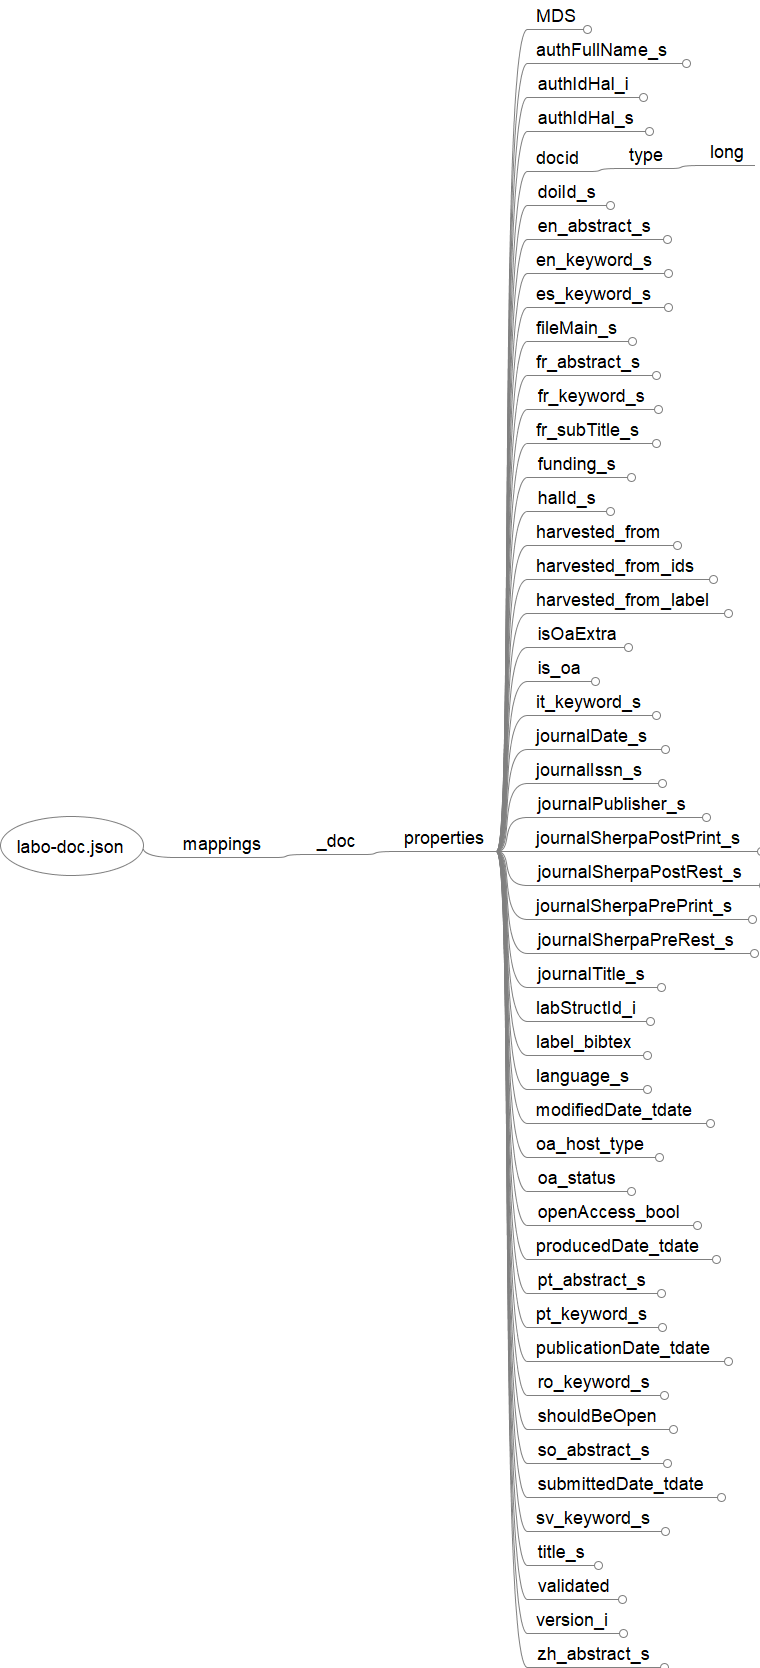 MDS
authFullName_s
authIdHal_i
authIdHal_s
docid type long
doiId_s
en_abstract_s
en_keyword_s
es_keyword_s
fileMain_s
fr_abstract_s
fr_keyword_s
fr_subTitle_s
funding_s
halId_s
harvested_from
harvested_from_ids
harvested_from_label
isOaExtra
is_oa
it_keyword_s
journalDate_s
journalIssn_s
journalPublisher_s
labo-doc.json mappings _doc properties journalSherpaPostPrint_s
journalSherpaPostRest_s
journalSherpaPrePrint_s
journalSherpaPreRest_s
journalTitle_s
labStructId_i
label_bibtex
language_s
modifiedDate_tdate
oa_host_type
oa_status
openAccess_bool
producedDate_tdate
pt_abstract_s
pt_keyword_s
publicationDate_tdate
ro_keyword_s
shouldBeOpen
so_abstract_s
submittedDate_tdate
sv_keyword_s
title_s
validated
version_i
zh_abstract_s